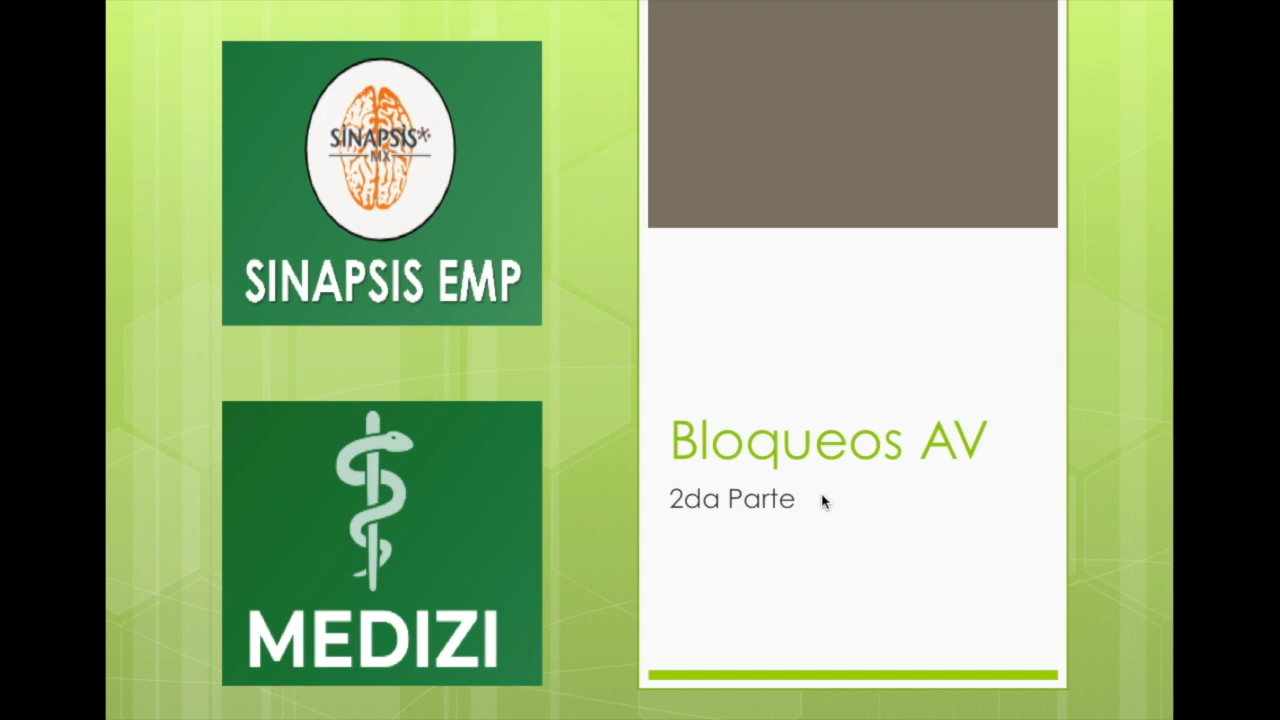 SINAPSIS*
MX
SINAPSIS EMP
MEDIZI
Bloqueos AV
2da Parte